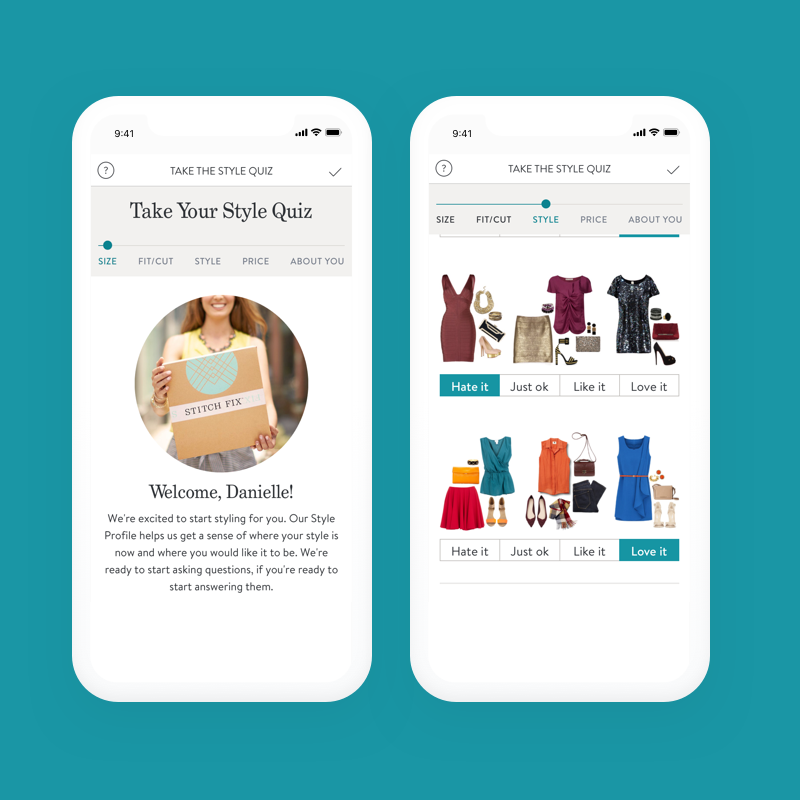 9:41
?
TAKE THE STYLE QUIZ
Take Your Style Quiz
SIZE FIT/CUT STYLE PRICE ABOUT YOU
STITCH FIX
Welcome, Danielle!
We're excited to start styling for you. Our Style
Profile helps us get a sense of where your style is
now and where you would like it to be. We're
ready to start asking questions, if you're ready to
start answering them.
9:41
?
TAKE THE STYLE QUIZ
SIZE FIT/CUT STYLE PRICE ABOUT YOU
Hate it Just ok Like it Love it
Hate it Just ok Like it Love it